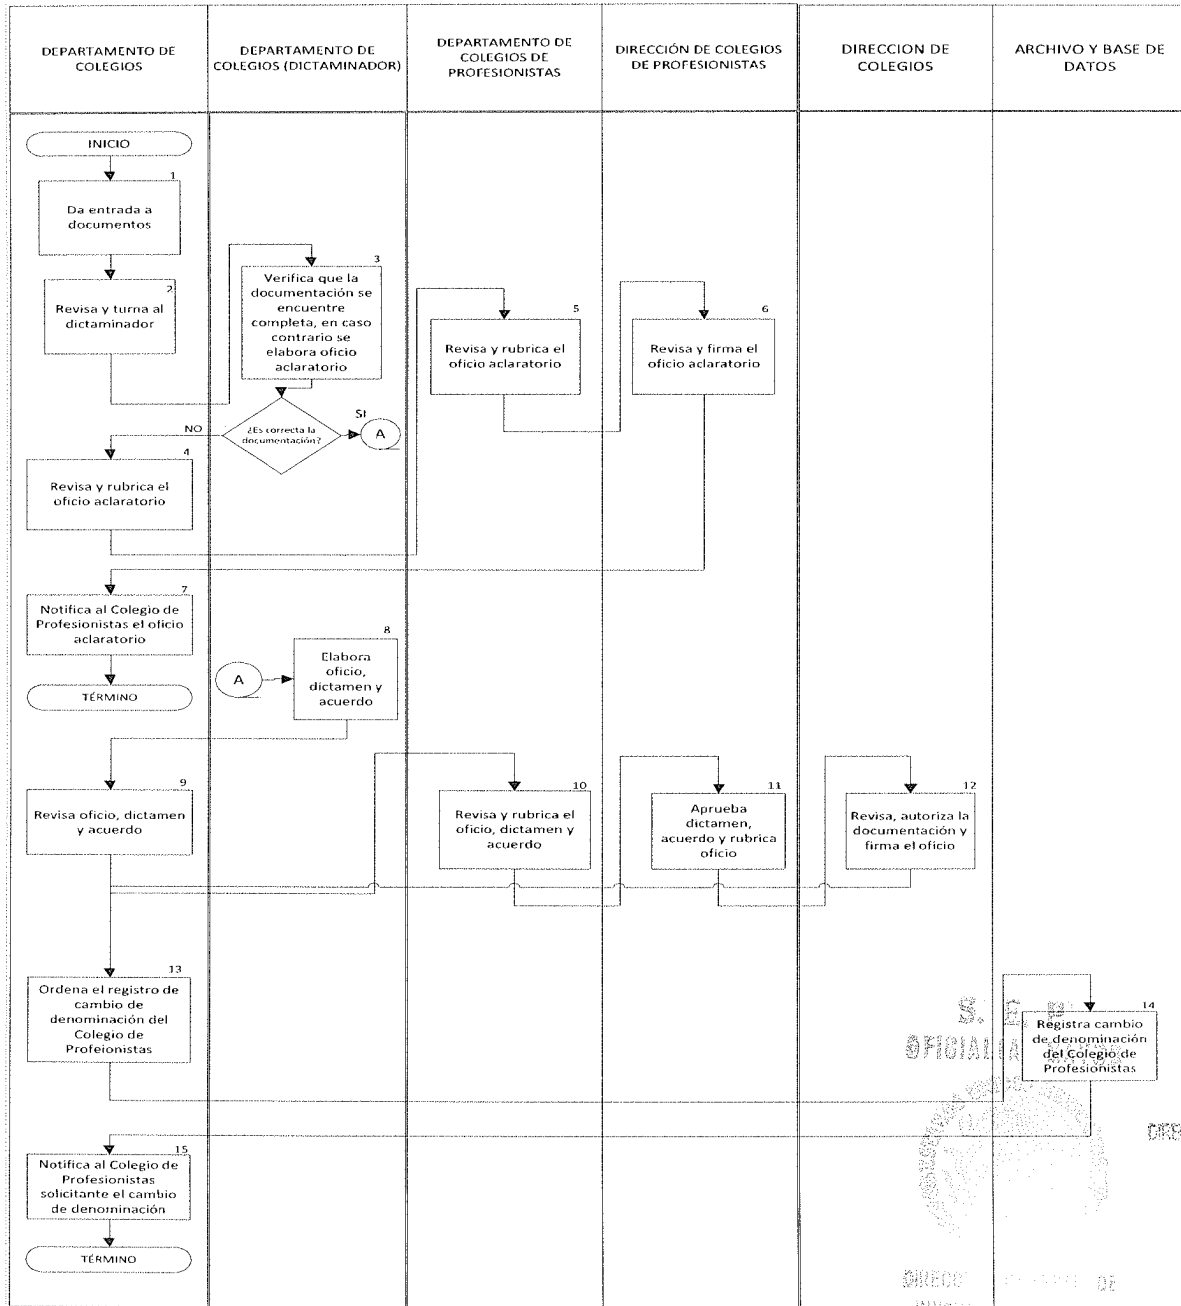 DEPARTAMENTO DE
COLEGIOS
DEPARTAMENTO DE
COLEGIOS (DICTAMINADOR)
DEPARTAMENTO DE
COLEGIOS DE
PROFESIONISTAS
DIRECCIÓN DE COLEGIOS
DE PROFESIONISTAS
DIRECCION DE
COLEGIOS
ARCHIVO Y BASE DE
DATOS
INICIO
1
Da entrada a
documentos
2
Revisa y turna al
dictaminador
3
Verifica que la
documentación se
encuentre
completa, en caso
contrario se
elabora oficio
aclaratorio
¿Es correcta la
documentación?
SI
A
NO
4
Revisa y rubrica el
oficio aclaratorio
5
Revisa y rubrica el
oficio aclaratorio
6
Revisa y firma el
oficio aclaratorio
7
Notifica al Colegio de
Profesionistas el oficio
aclaratorio
TÉRMINO
A
8
Elabora
oficio,
dictamen y
acuerdo
9
Revisa oficio, dictamen
y acuerdo
10
Revisa y rubrica el
oficio, dictamen y
acuerdo
11
Aprueba
dictamen,
acuerdo y rubrica
oficio
12
Revisa, autoriza la
documentación y
firma el oficio
13
Ordena el registro de
cambio de
denominación del
Colegio de
Profeionistas
14
Registra cambio
de denominación
del Colegio de
Profesionistas
15
Notifica al Colegio de
Profesionistas
solicitante el cambio
de denominación
TÉRMINO
S. E. P.
OFICIALIA
DE